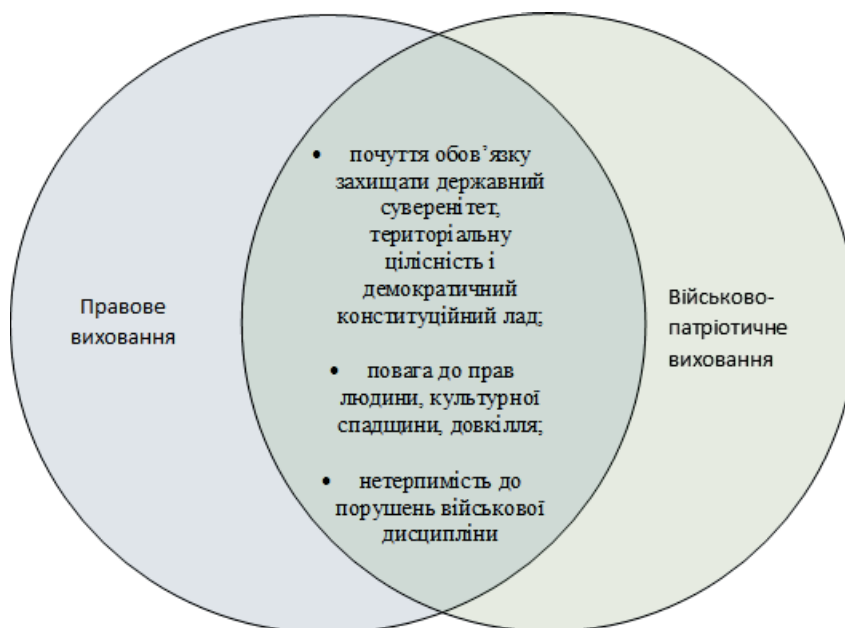 Правове
виховання
• почуття обов’язку
захищати державний
суверенітет,
територіальну
цілісність і
демократичний
конституційний лад;
• повага до прав
людини, культурної
спадщини, довкілля;
• нетерпимість до
порушень військової
дисципліни
Військово-
патріотичне
виховання